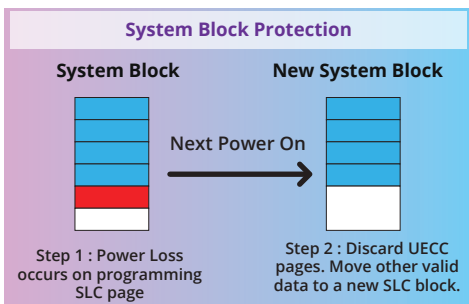 System Block Protection
System Block
New System Block
Next Power On
Step 1 : Power Loss
occurs on programming
SLC page
Step 2 : Discard UECC
pages. Move other valid
data to a new SLC block.